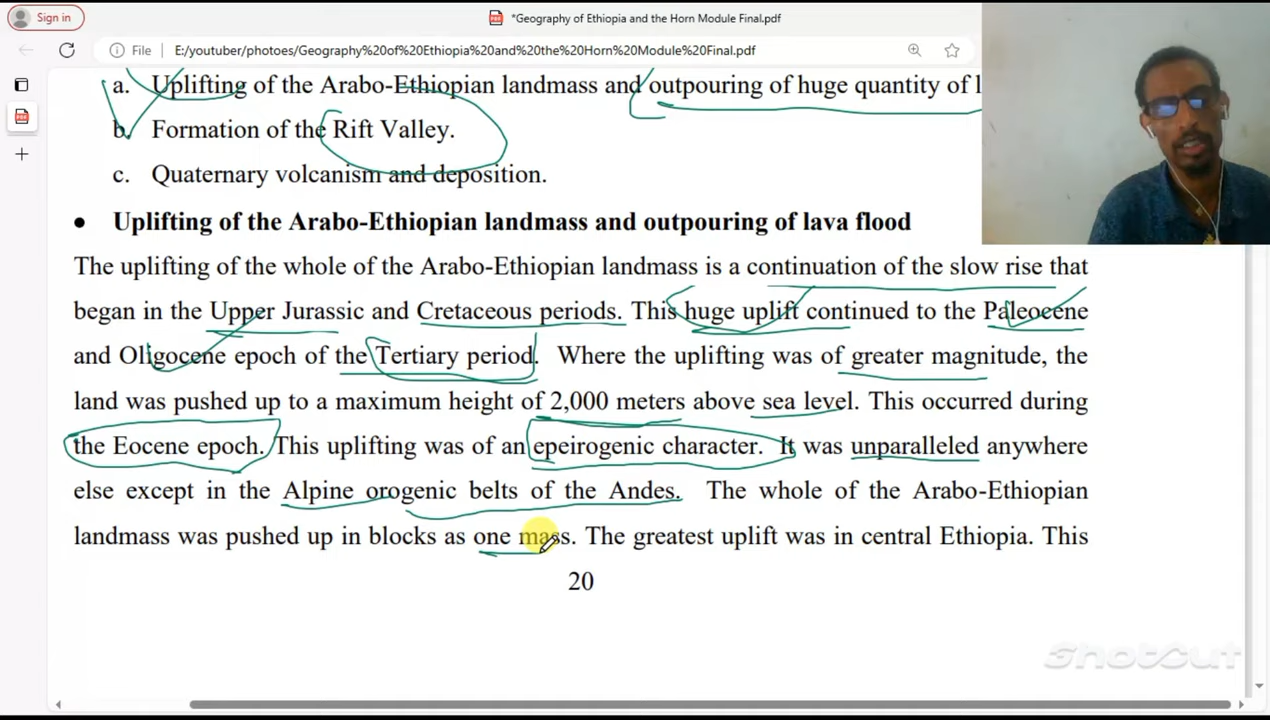 Sign in
*Geography of Ethiopia and the Horn Module Final.pdf
File
E:/youtuber/photoes/Geography%20of%20Ethiopia%20and%20the%20Horn%20Module%20Final.pdf
a. Uplifting of the Arabo-Ethiopian landmass and outpouring of huge quantity of l
b. Formation of the Rift Valley.
c. Quaternary volcanism and deposition.
• Uplifting of the Arabo-Ethiopian landmass and outpouring of lava flood
The uplifting of the whole of the Arabo-Ethiopian landmass is a continuation of the slow rise that
began in the Upper Jurassic and Cretaceous periods. This huge uplift continued to the Paleocene
and Oligocene epoch of the Tertiary period. Where the uplifting was of greater magnitude, the
land was pushed up to a maximum height of 2,000 meters above sea level. This occurred during
the Eocene epoch. This uplifting was of an epeirogenic character. It was unparalleled anywhere
else except in the Alpine orogenic belts of the Andes. The whole of the Arabo-Ethiopian
landmass was pushed up in blocks as one mass. The greatest uplift was in central Ethiopia. This
20
Shotcut